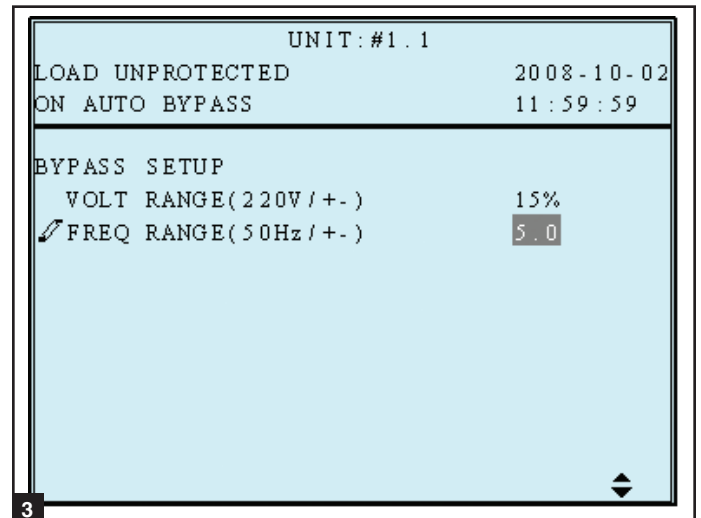 UNIT:#1.1
LOAD UNPROTECTED 2008-10-02
ON AUTO BYPASS 11:59:59
BYPASS SETUP
VOLT RANGE(220V/+-) 15%
FREQ RANGE(50Hz/+-) 5.0
3